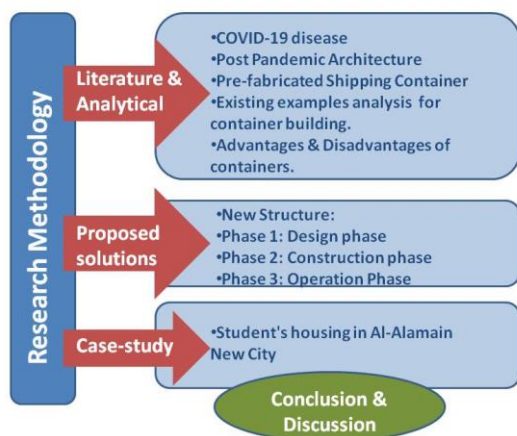 Research Methodology
Literature &
Analytical
•COVID-19 disease
•Post Pandemic Architecture
•Pre-fabricated Shipping Container
•Existing examples analysis for
container building.
•Advantages & Disadvantages of
containers.
Proposed
solutions
•New Structure:
•Phase 1: Design phase
•Phase 2: Construction phase
•Phase 3: Operation Phase
Case-study
•Student's housing in Al-Alamain
New City
Conclusion &
Discussion